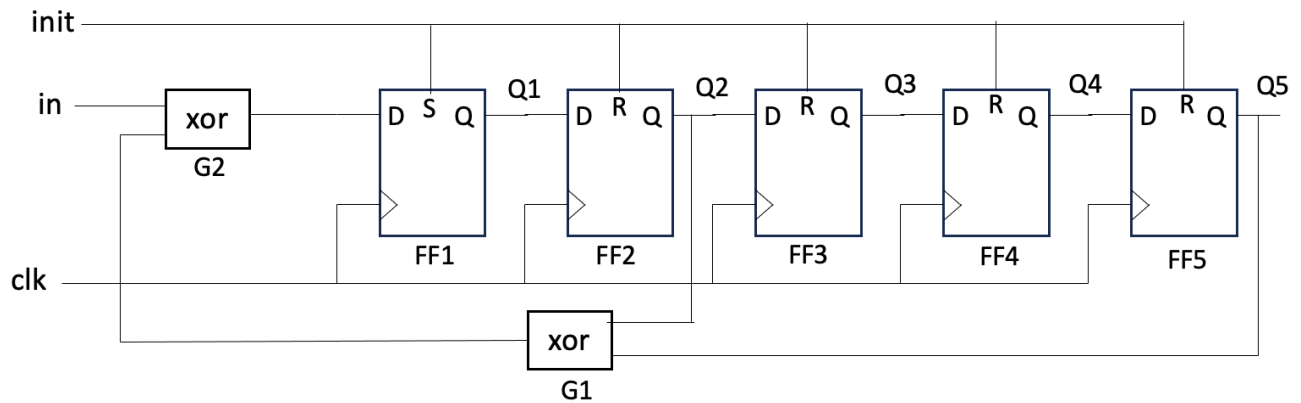 init
in
xor
G2
D S Q
Q1
D R Q
Q2
D R Q
Q3
D R Q
Q4
D R Q
Q5
FF1
FF2
FF3
FF4
FF5
clk
xor
G1